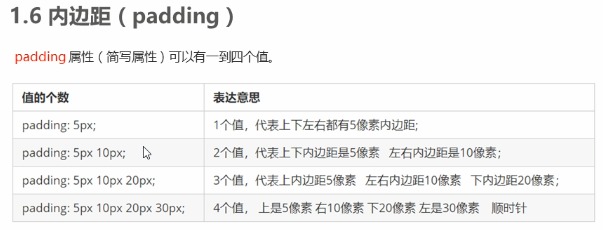 1.6 内边距（padding）
padding 属性（简写属性）可以有一到四个值。
值的个数 表达意思
padding: 5px; 1个值，代表上下左右都有5像素内边距;
padding: 5px 10px; 2个值，代表上下内边距是5像素 左右内边距是10像素；
padding: 5px 10px 20px; 3个值，代表上内边距5像素 左右内边距10像素 下内边距20像素；
padding: 5px 10px 20px 30px; 4个值， 上是5像素 右10像素 下20像素 左是30像素 顺时针